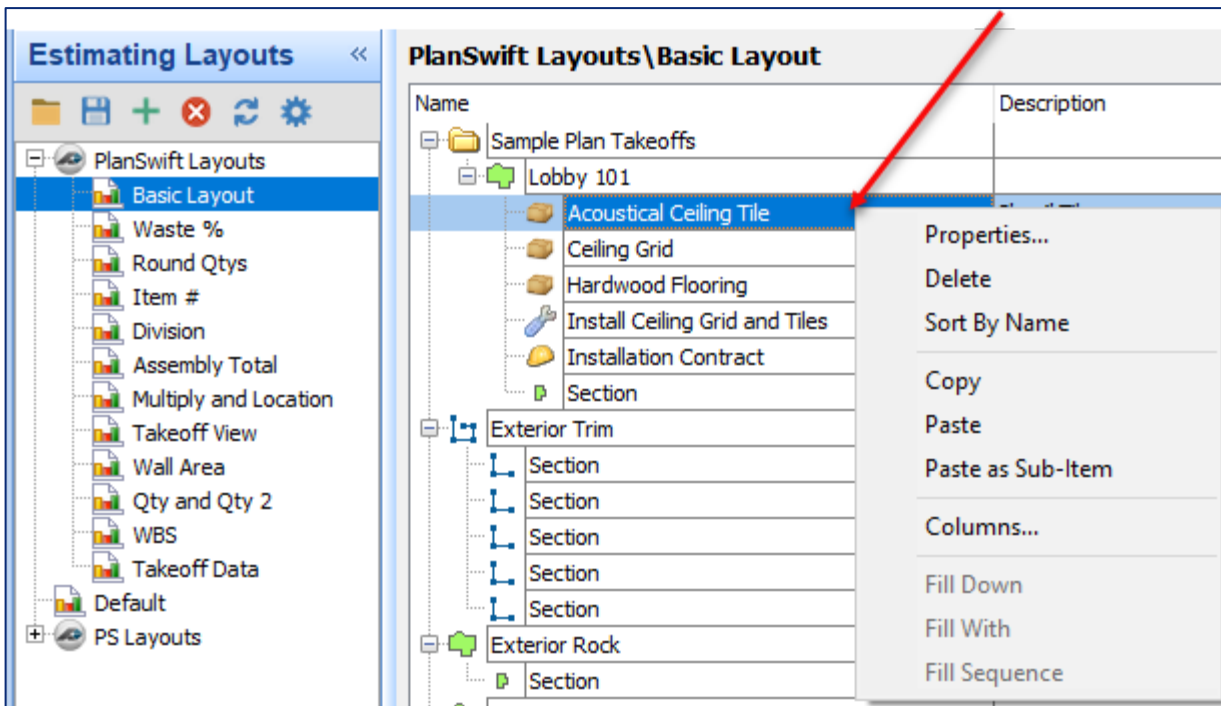 Estimating Layouts «
PlanSwift Layouts
Basic Layout
Waste %
Round Qtys
Item #
Division
Assembly Total
Multiply and Location
Takeoff View
Wall Area
Qty and Qty 2
WBS
Takeoff Data
Default
PS Layouts
PlanSwift Layouts\Basic Layout
Name Description
Sample Plan Takeoffs
Lobby 101
Acoustical Ceiling Tile
Ceiling Grid
Hardwood Flooring
Install Ceiling Grid and Tiles
Installation Contract
Section
Exterior Trim
Section
Section
Section
Section
Section
Exterior Rock
Section
Properties...
Delete
Sort By Name
Copy
Paste
Paste as Sub-Item
Columns...
Fill Down
Fill With
Fill Sequence